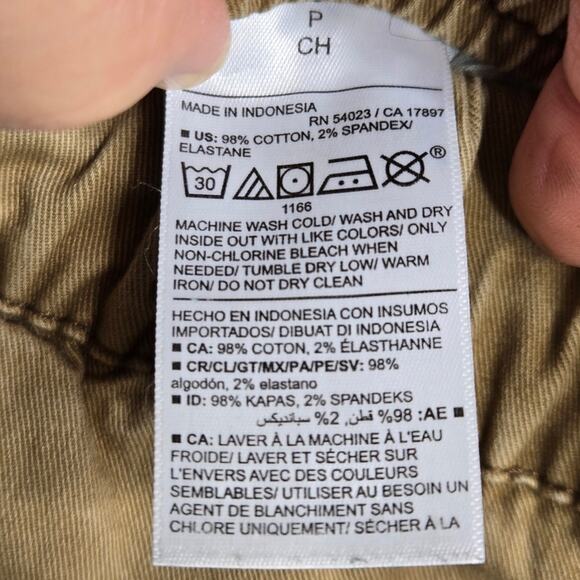 P
CH
MADE IN INDONESIA
RN 54023 / CA 17897
■ US: 98% COTTON, 2% SPANDEX/
ELASTANE
30
®
1166
MACHINE WASH COLD/ WASH AND DRY
INSIDE OUT WITH LIKE COLORS/ ONLY
NON-CHLORINE BLEACH WHEN
NEEDED/ TUMBLE DRY LOW/ WARM
IRON/ DO NOT DRY CLEAN
HECHO EN INDONESIA CON INSUMOS
IMPORTADOS/ DIBUAT DI INDONESIA
■ CA: 98% COTON, 2% ÉLASTHANNE
■ CR/CL/GT/MX/PA/PE/SV: 98%
algodón, 2% elastano
■ ID: 98% KAPAS, 2% SPANDEKS
■ AE: 98% قطن, 2% سباندیکس
■ CA: LAVER À LA MACHINE À L'EAU
FROIDE/ LAVER ET SÉCHER SUR
L'ENVERS AVEC DES COULEURS
SEMBLABLES/ UTILISER AU BESOIN UN
AGENT DE BLANCHIMENT SANS
CHLORE UNIQUEMENT/ SÉCHER À LA